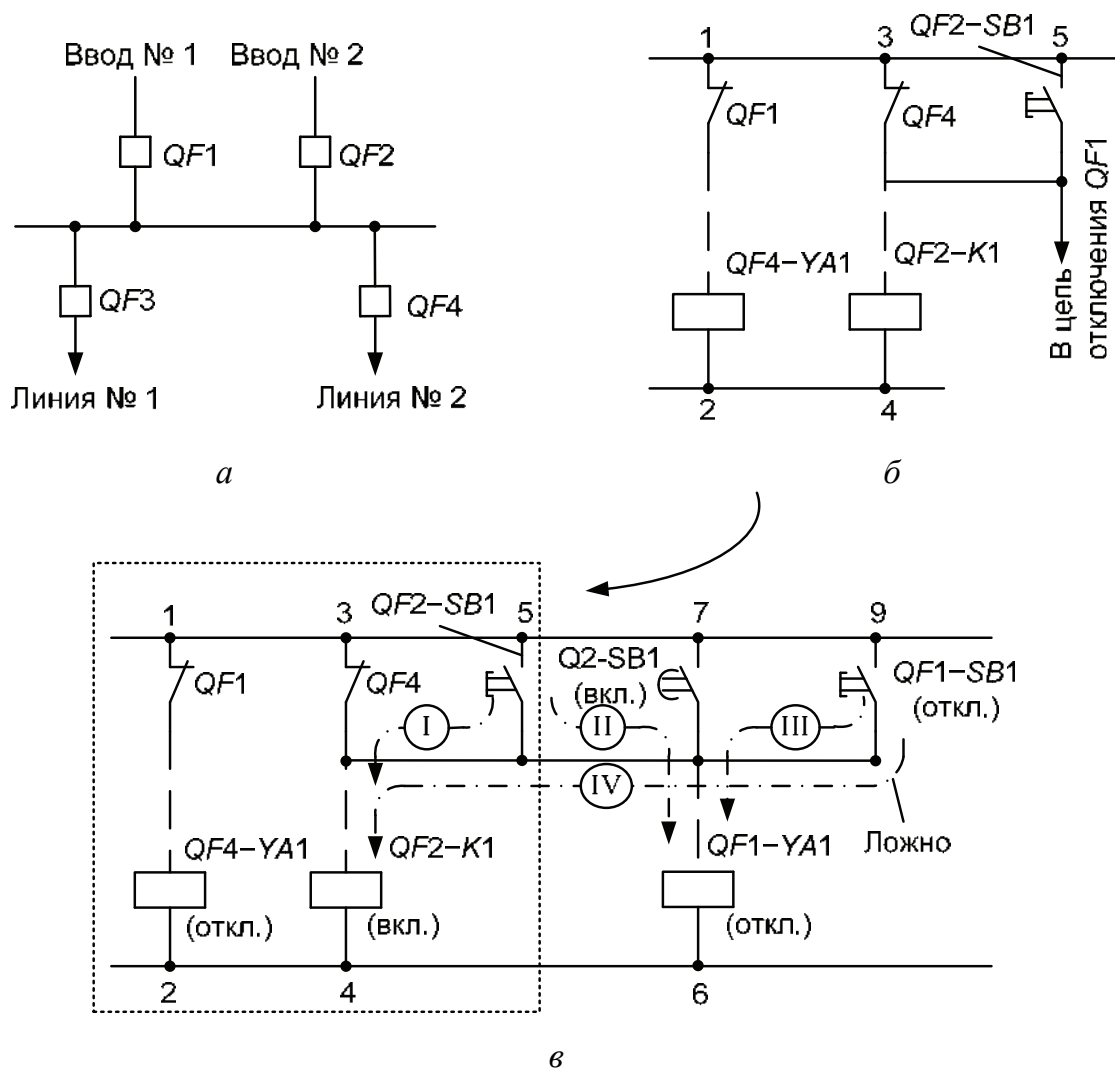 Ввод № 1 Ввод № 2
QF1 QF2
QF3 QF4
Линия № 1 Линия № 2
а
1 3 QF2–SB1 5
QF1 QF4
QF4–YA1 QF2–K1
В цепь
отключения QF1
2 4
б
1 3 QF2–SB1 5 7 9
QF1 QF4 Q2-SB1 QF1–SB1
(вкл.) (откл.)
I II III
IV
QF4–YA1 QF2–K1 QF1–YA1 Ложно
(откл.) (вкл.) (откл.)
2 4 6
в